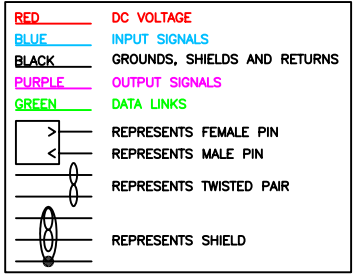 RED DC VOLTAGE
BLUE INPUT SIGNALS
BLACK GROUNDS, SHIELDS AND RETURNS
PURPLE OUTPUT SIGNALS
GREEN DATA LINKS
> REPRESENTS FEMALE PIN
< REPRESENTS MALE PIN
REPRESENTS TWISTED PAIR
REPRESENTS SHIELD